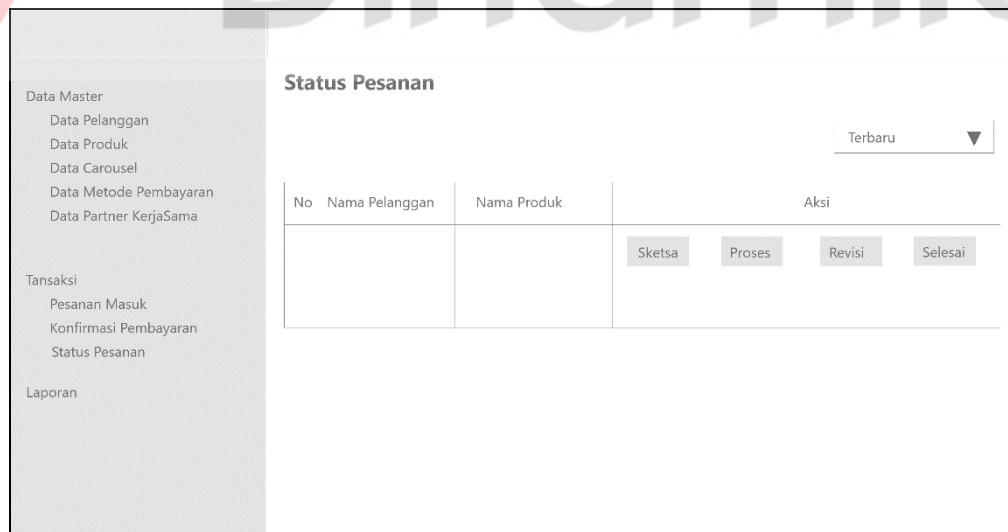 Status Pesanan
Data Master
Data Pelanggan
Data Produk
Data Carousel
Data Metode Pembayaran
Data Partner KerjaSama
Tansaksi
Pesanan Masuk
Konfirmasi Pembayaran
Status Pesanan
Laporan
Terbaru
No Nama Pelanggan Nama Produk Aksi
Sketsa Proses Revisi Selesai